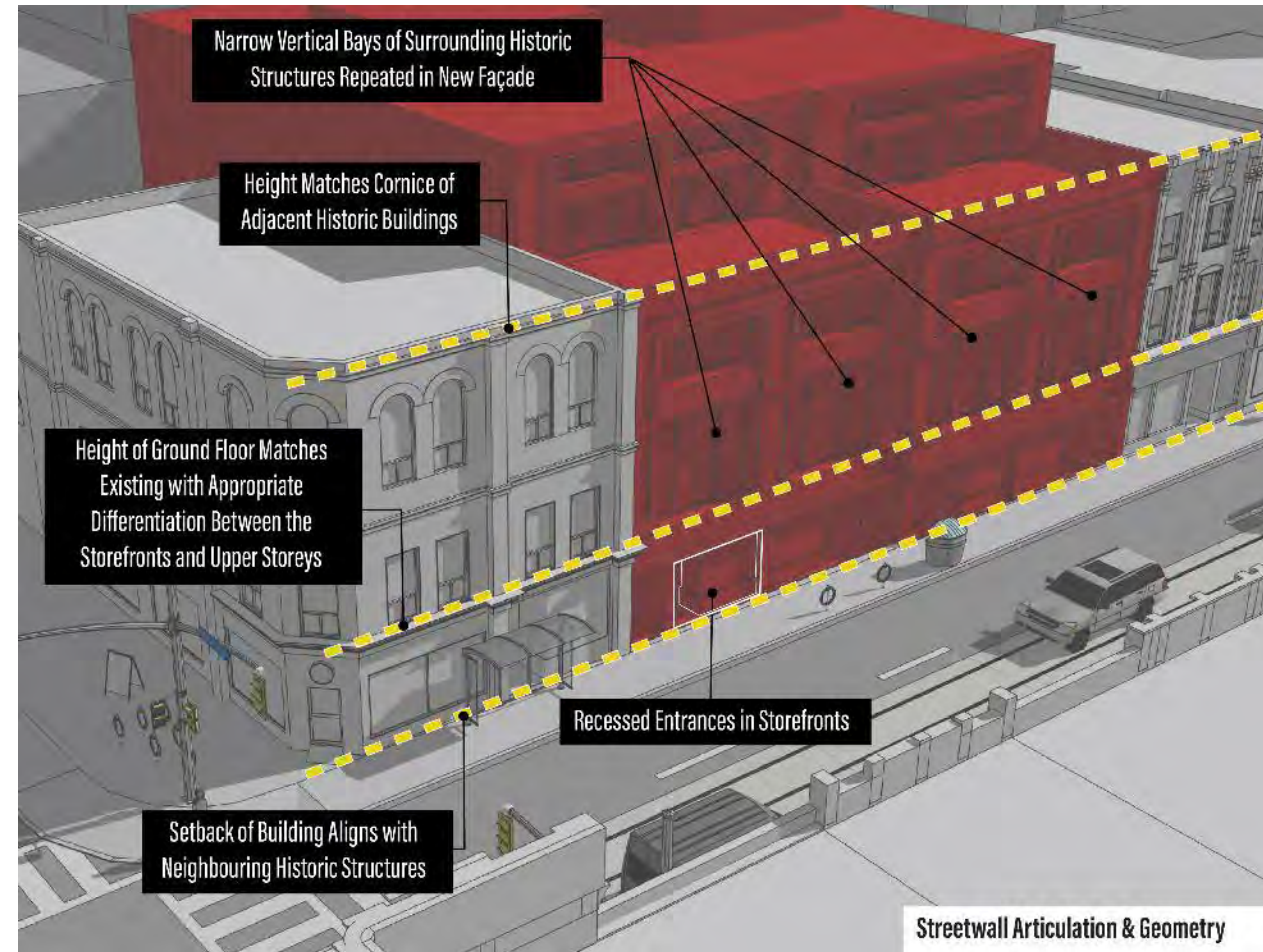 Narrow Vertical Bays of Surrounding Historic
Structures Repeated in New Façade
Height Matches Cornice of
Adjacent Historic Buildings
Height of Ground Floor Matches
Existing with Appropriate
Differentiation Between the
Storefronts and Upper Storeys
Recessed Entrances in Storefronts
Setback of Building Aligns with
Neighbouring Historic Structures
Streetwall Articulation & Geometry